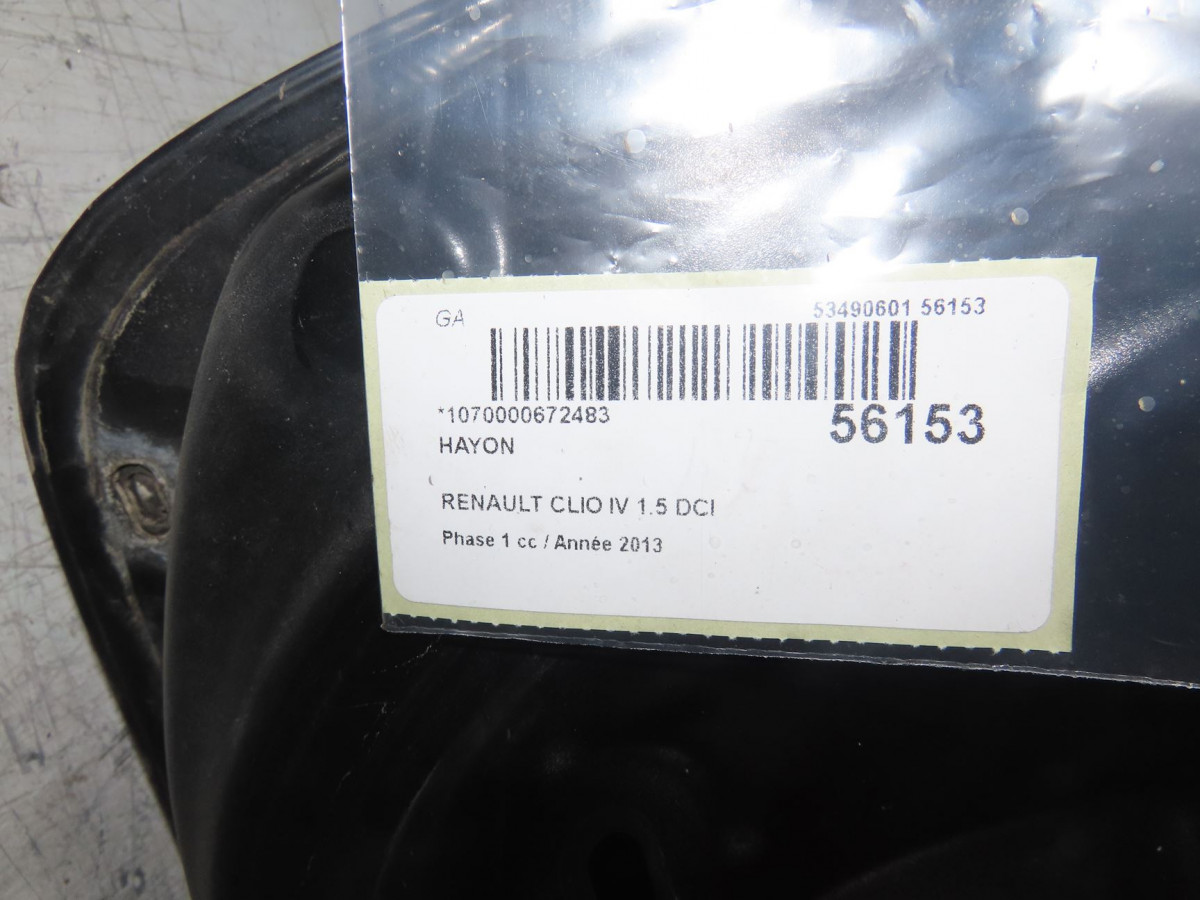 GA 53490601 56153
*1070000672483 56153
HAYON
RENAULT CLIO IV 1.5 DCI
Phase 1 cc / Année 2013